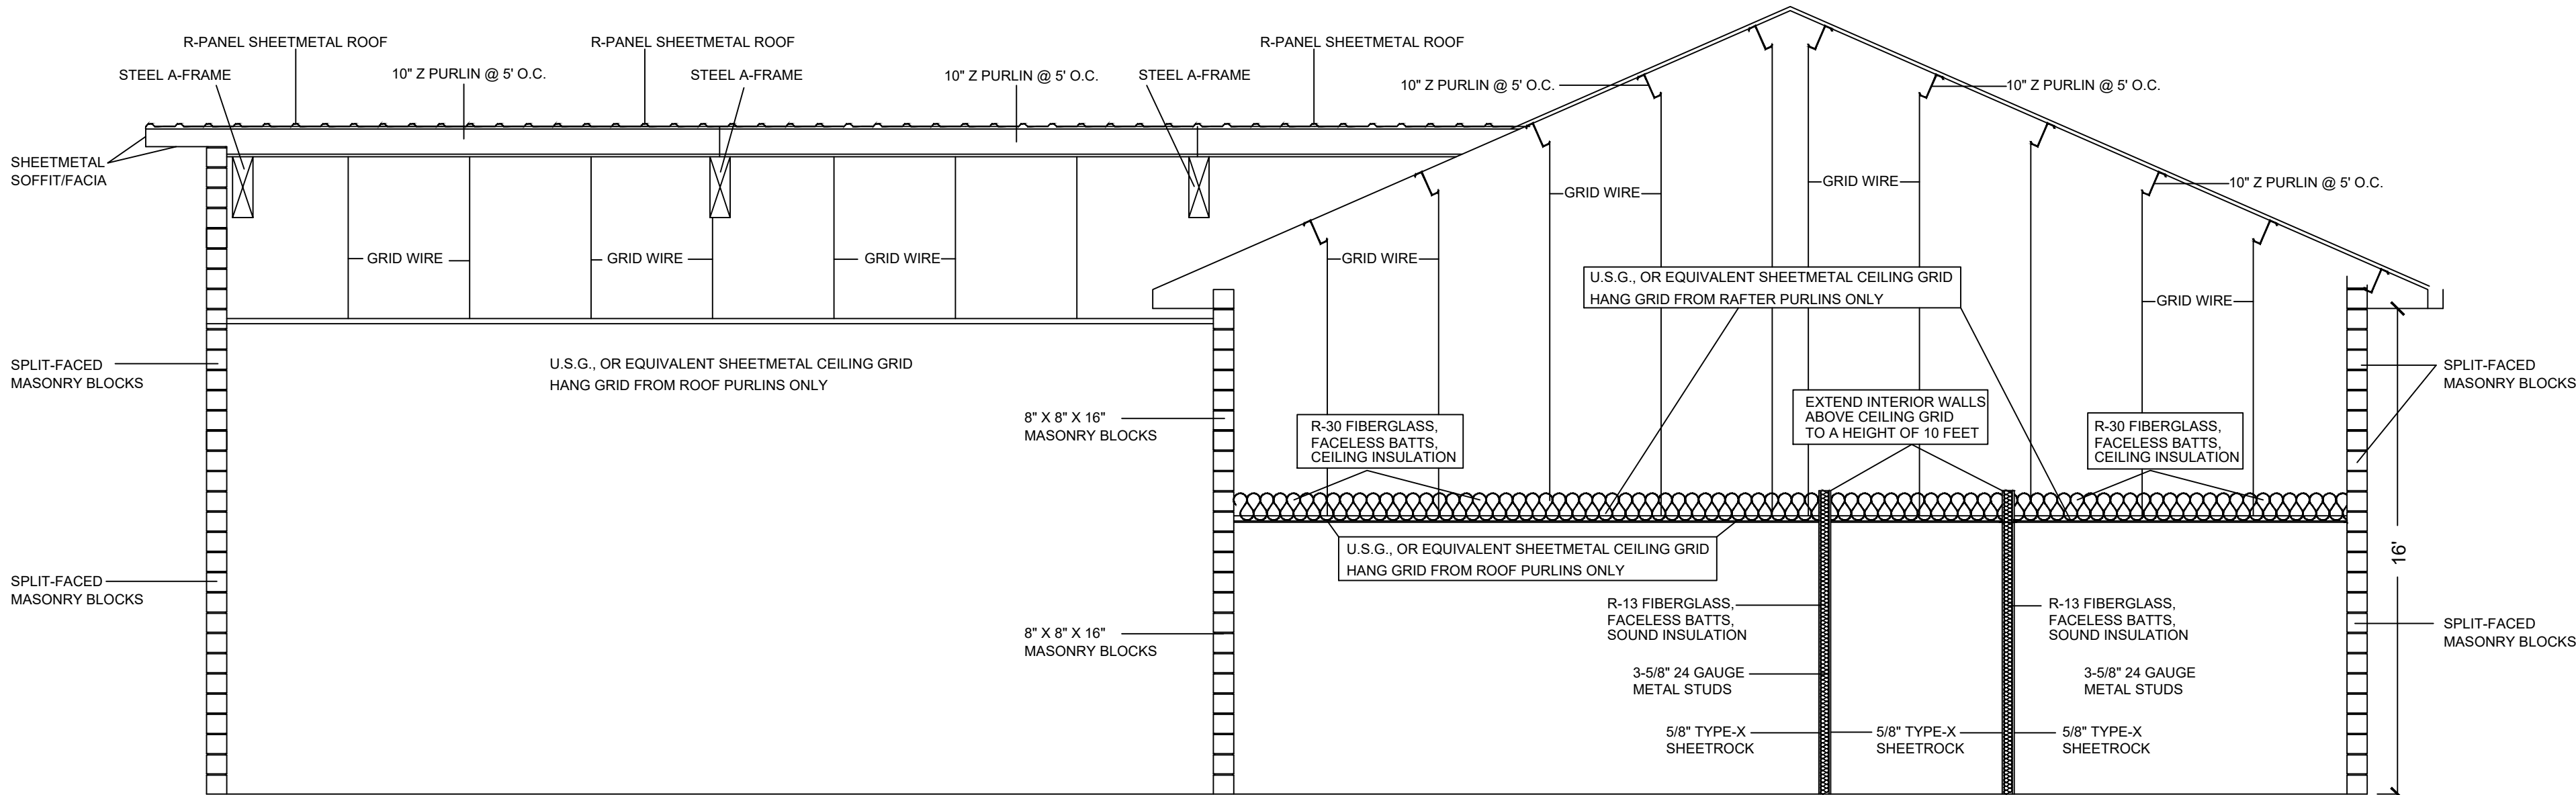 R-PANEL SHEETMETAL ROOF
R-PANEL SHEETMETAL ROOF
R-PANEL SHEETMETAL ROOF
STEEL A-FRAME
10" Z PURLIN @ 5' O.C.
STEEL A-FRAME
10" Z PURLIN @ 5' O.C.
STEEL A-FRAME
10" Z PURLIN @ 5' O.C.
10" Z PURLIN @ 5' O.C.
SHEETMETAL
SOFFIT/FACIA
GRID WIRE
GRID WIRE
10" Z PURLIN @ 5' O.C.
GRID WIRE
GRID WIRE
GRID WIRE
GRID WIRE
U.S.G., OR EQUIVALENT SHEETMETAL CEILING GRID
HANG GRID FROM RAFTER PURLINS ONLY
GRID WIRE
SPLIT-FACED
MASONRY BLOCKS
U.S.G., OR EQUIVALENT SHEETMETAL CEILING GRID
HANG GRID FROM ROOF PURLINS ONLY
SPLIT-FACED
MASONRY BLOCKS
8" X 8" X 16"
MASONRY BLOCKS
R-30 FIBERGLASS,
FACELESS BATTS,
CEILING INSULATION
EXTEND INTERIOR WALLS
ABOVE CEILING GRID
TO A HEIGHT OF 10 FEET
R-30 FIBERGLASS,
FACELESS BATTS,
CEILING INSULATION
U.S.G., OR EQUIVALENT SHEETMETAL CEILING GRID
HANG GRID FROM ROOF PURLINS ONLY
16'
SPLIT-FACED
MASONRY BLOCKS
8" X 8" X 16"
MASONRY BLOCKS
R-13 FIBERGLASS,
FACELESS BATTS,
SOUND INSULATION
R-13 FIBERGLASS,
FACELESS BATTS,
SOUND INSULATION
SPLIT-FACED
MASONRY BLOCKS
3-5/8" 24 GAUGE
METAL STUDS
3-5/8" 24 GAUGE
METAL STUDS
5/8" TYPE-X
SHEETROCK
5/8" TYPE-X
SHEETROCK
5/8" TYPE-X
SHEETROCK